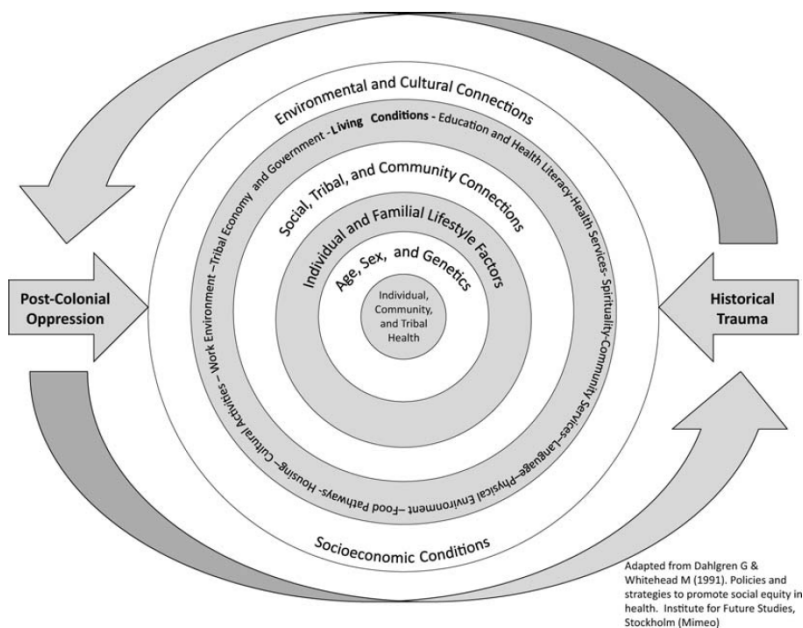 Environmental and Cultural Connections
Work Environment –Tribal Economy and Government -Living Conditions - Education and Health Literacy-Health Services- Spirituality-Community Services–Language–Physical Environment –Food Pathways- Housing–Cultural Activities –
Social, Tribal, and Community Connections
Individual and Familial Lifestyle Factors
Age, Sex, and Genetics
Individual,
Community,
and Tribal
Health
Post-Colonial
Oppression
Historical
Trauma
Socioeconomic Conditions
Adapted from Dahlgren G &
Whitehead M (1991). Policies and
strategies to promote social equity in
health. Institute for Future Studies,
Stockholm (Mimeo)